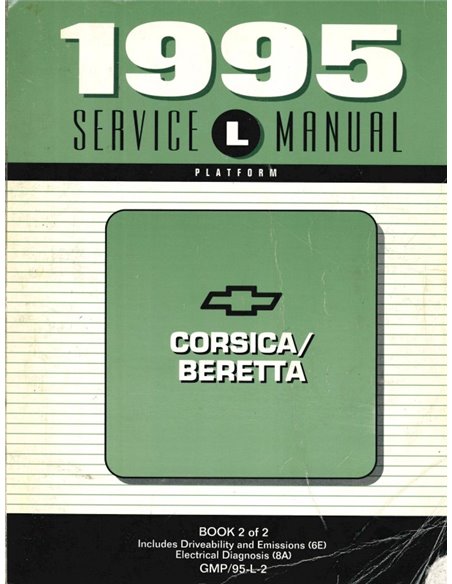 1995
SERVICE L MANUAL
PLATFORM
CORSICA/
BERETTA
BOOK 2 of 2
Includes Driveability and Emissions (6E)
Electrical Diagnosis (8A)
GMP/95-L-2